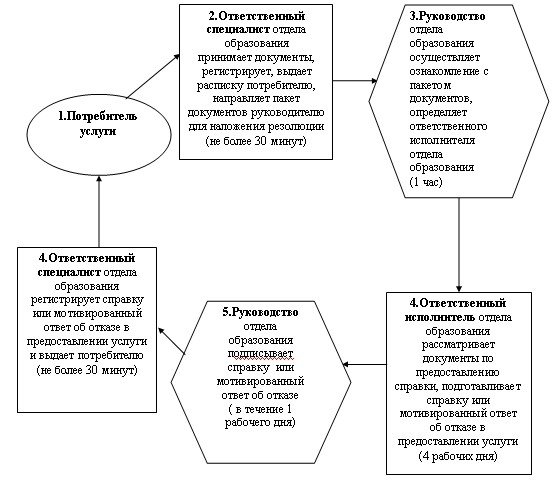 1.Потребитель
услуги
2.Ответственный
специалист отдела
образования
принимает документы,
регистрирует, выдает
расписку потребителю,
направляет пакет
документов руководителю
для наложения резолюции
(не более 30 минут)
3.Руководство
отдела
образования
осуществляет
ознакомление с
пакетом
документов,
определяет
ответственного
исполнителя
отдела
образования
(1 час)
4.Ответственный
исполнитель отдела
образования
рассматривает
документы по
предоставлению
справки, подготавливает
справку или
мотивированный ответ
об отказе в
предоставлении услуги
(4 рабочих дня)
5.Руководство
отдела
образования
подписывает
справку или
мотивированный
ответ об отказе
( в течение 1
рабочего дня)
4.Ответственный
специалист отдела
образования
регистрирует справку
или мотивированный
ответ об отказе в
предоставлении услуги
и выдает потребителю
(не более 30 минут)